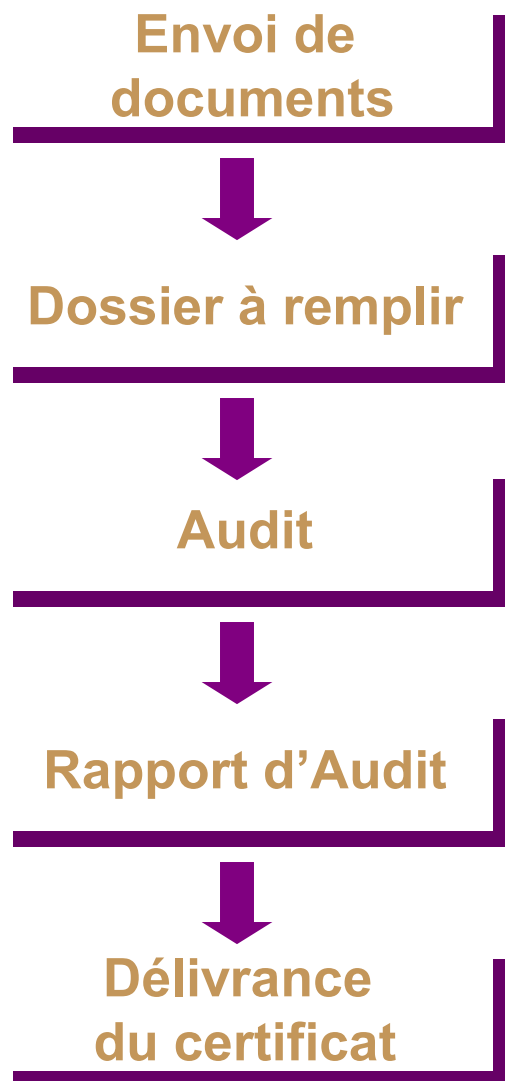 Envoi de
documents
Dossier à remplir
Audit
Rapport d’Audit
Délivrance
du certificat